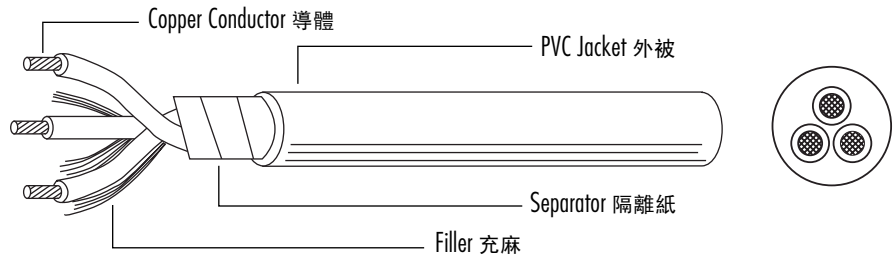 Copper Conductor 導體
PVC Jacket 外被
Separator 隔離紙
Filler 充麻